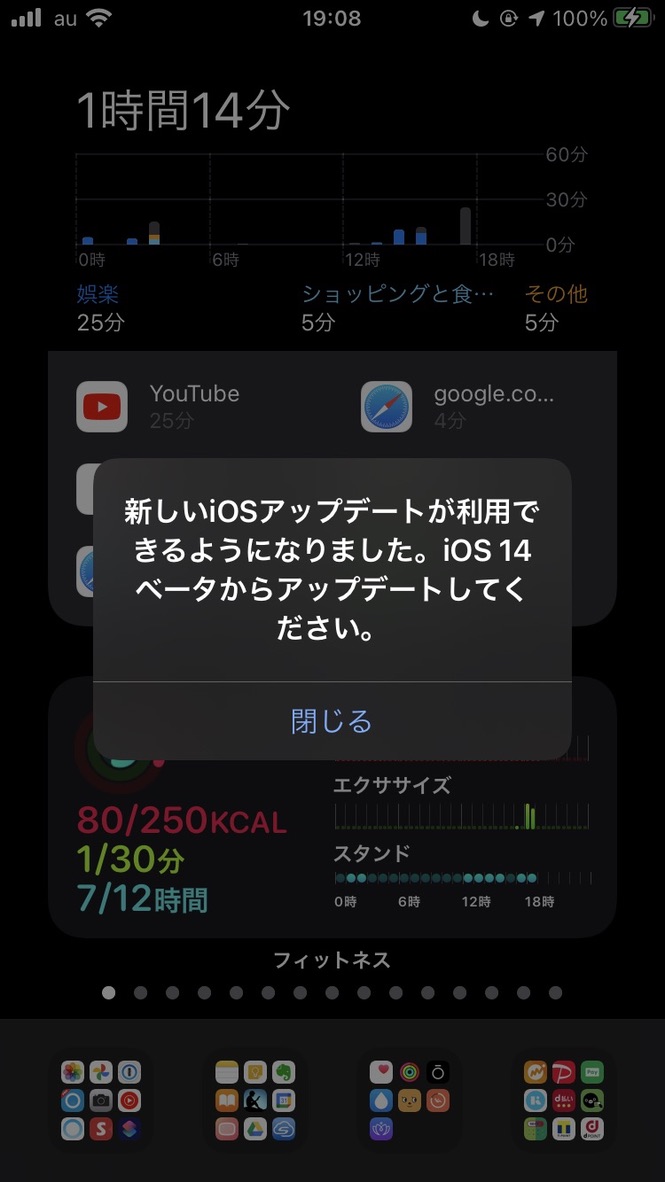 au 19:08 100%
1時間14分
60分
30分
0分
0時 6時 12時 18時
娯楽 ショッピングと食… その他
25分 5分 5分
YouTube google.co...
25分 4分
新しいiOSアップデートが利用で
きるようになりました。iOS 14
ベータからアップデートしてく
ださい。
閉じる
エクササイズ
80/250KCAL
1/30分
スタンド
7/12時間
0時 6時 12時 18時
フィットネス